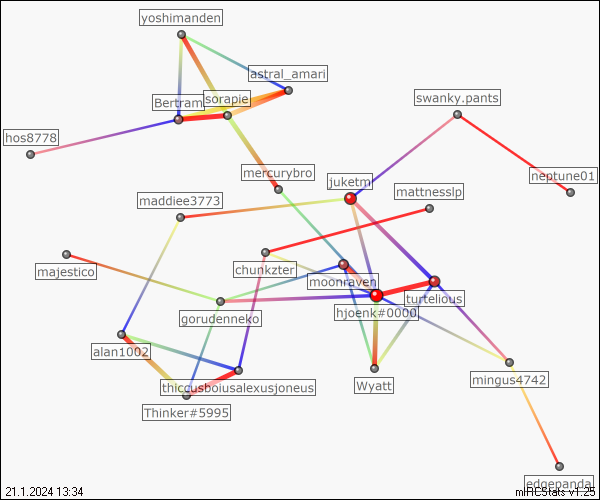 yoshimanden
astral_amari
Bertram
sorapie
swanky.pants
hos8778
mercurybro
juketm
neptune01
mattnesslp
maddiee3773
majestico
chunkzter
moonraven
turtelious
hjoenk#0000
gorudenneko
alan1002
thiccusboiusalexusjoneus
Wyatt
mingus4742
Thinker#5995
edgepanda
21.1.2024 13:34
mIRCStats v1.25